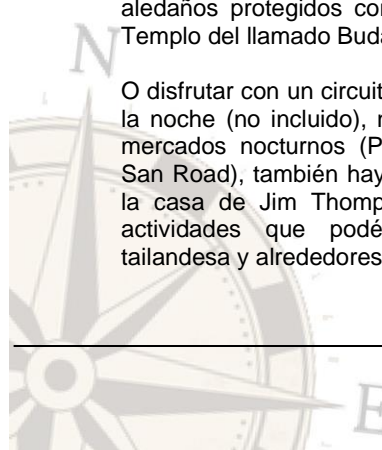 aledaños protegidos con
Templo del llamado Buda
N
O disfrutar con un circuit
la noche (no incluido),
mercados nocturnos (P
San Road), también hay
la casa de Jim Thomp
actividades que podé
tailandesa y alrededores
E